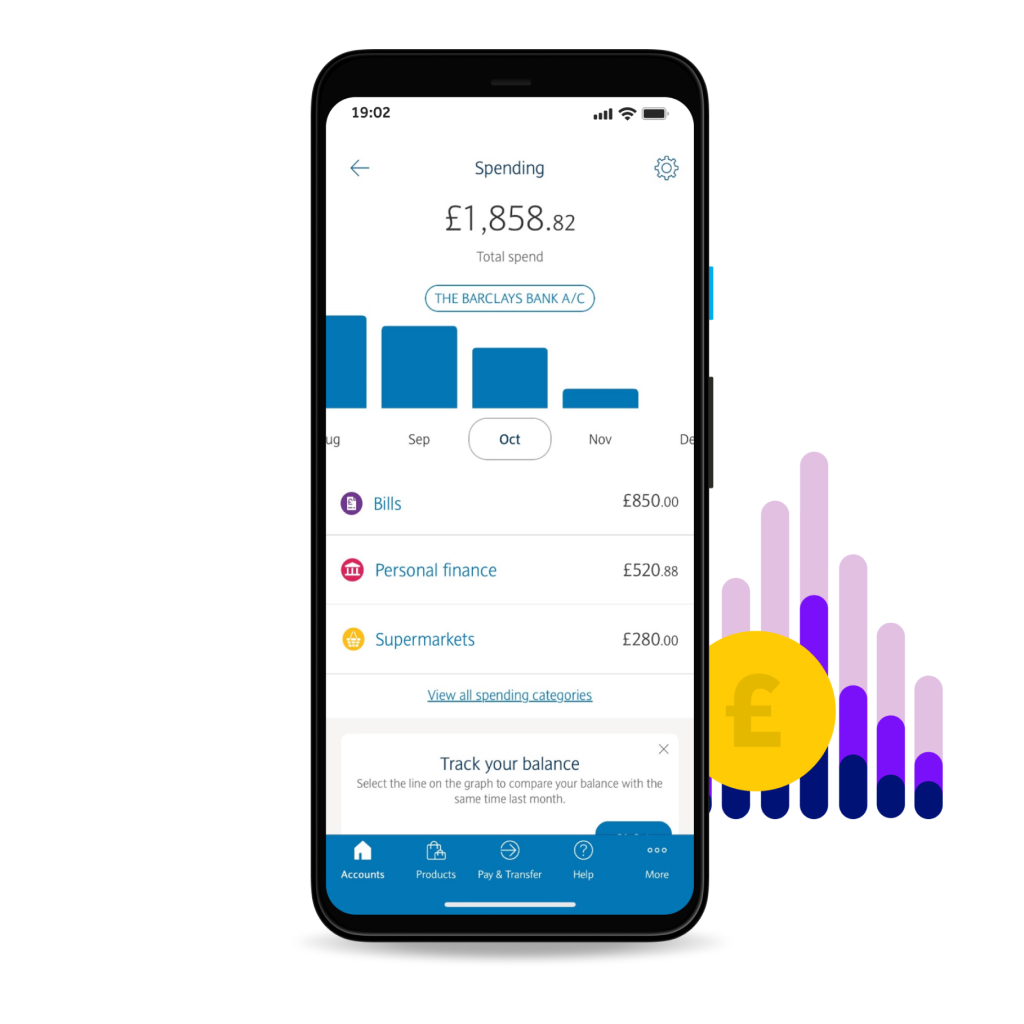 19:02
Spending
£1,858.82
Total spend
THE BARCLAYS BANK A/C
ug Sep Oct Nov De
Bills £850.00
Personal finance £520.88
Supermarkets £280.00
View all spending categories
Track your balance
Select the line on the graph to compare your balance with the
same time last month.
Accounts Products Pay & Transfer Help More
£